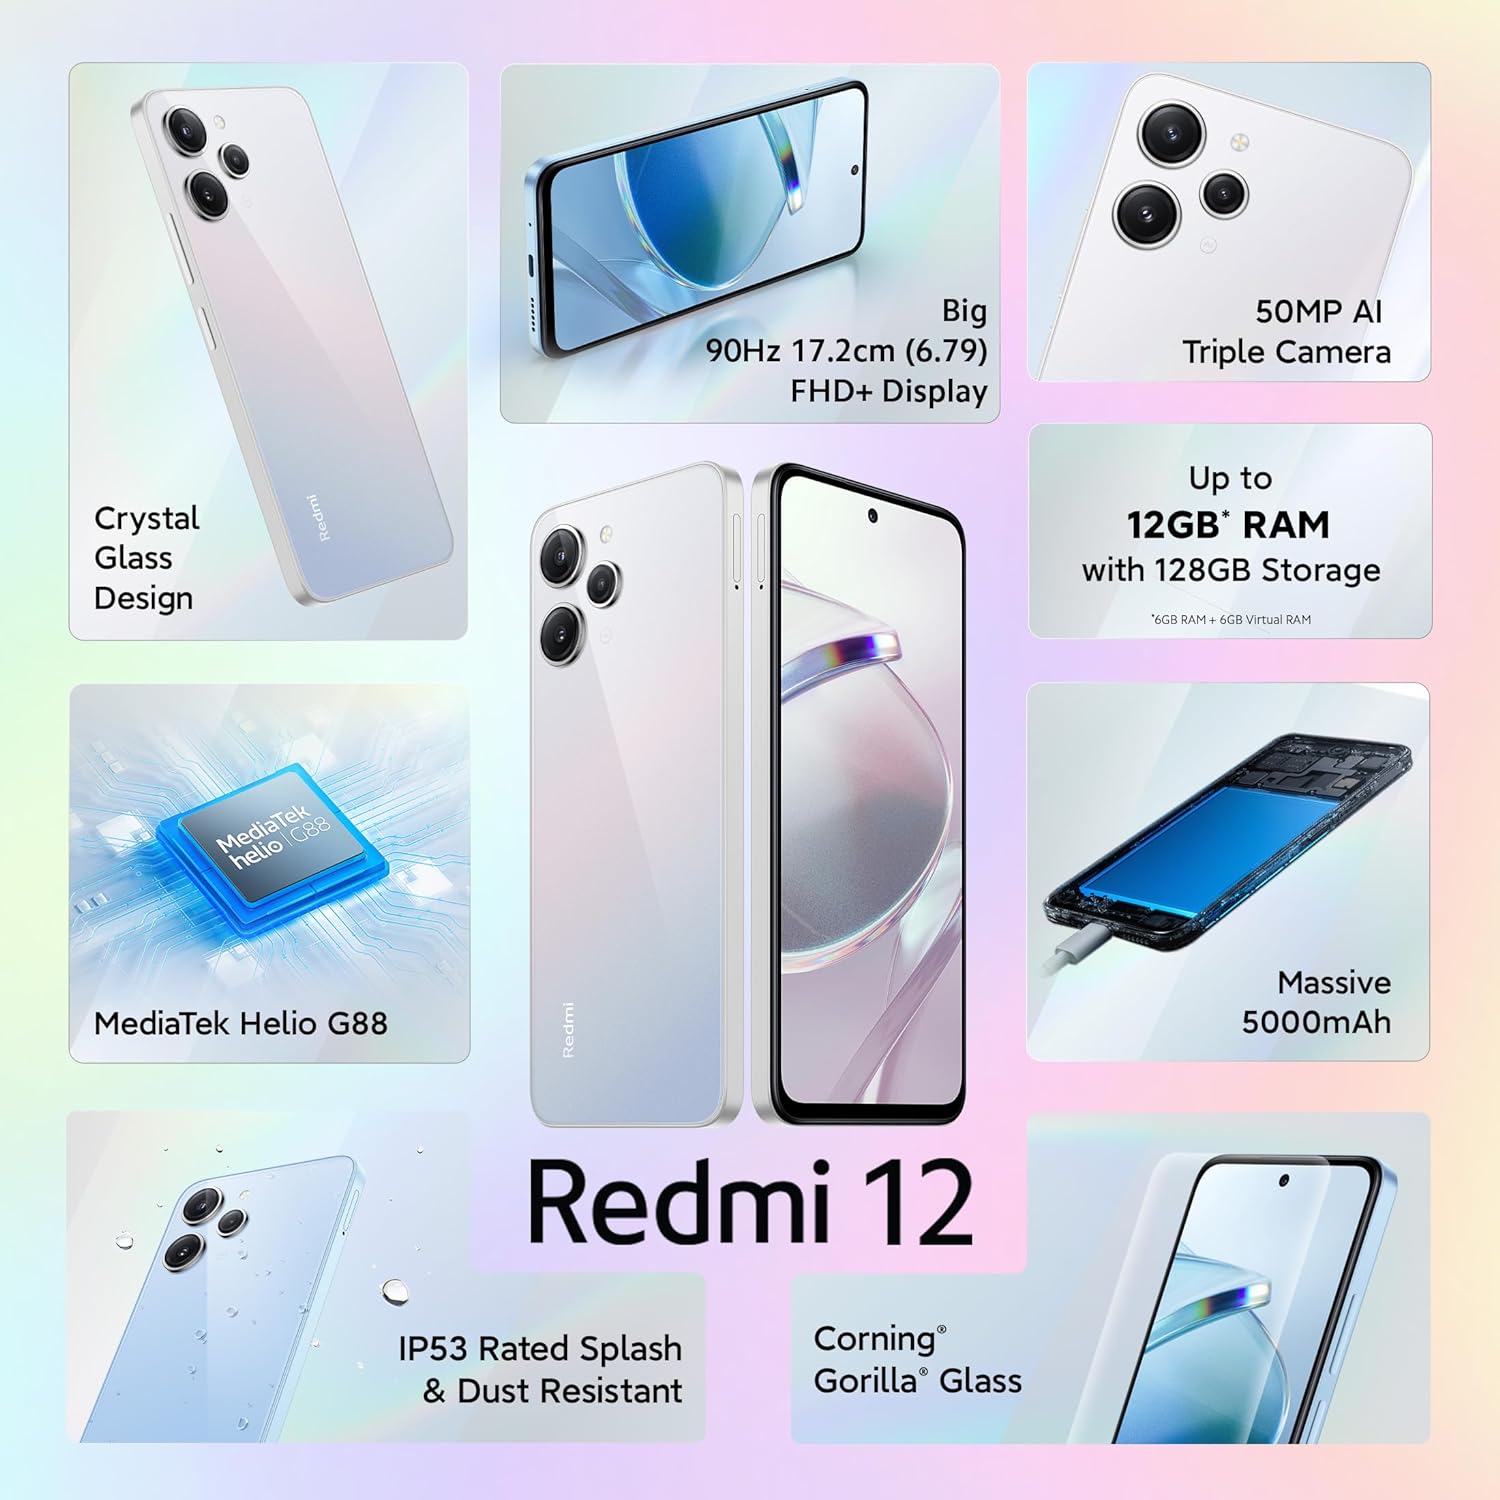 Redmi
Crystal
Glass
Design
Big
90Hz 17.2cm (6.79)
FHD+ Display
AI
50MP AI
Triple Camera
Up to
12GB* RAM
with 128GB Storage
*6GB RAM + 6GB Virtual RAM
MediaTek
helio | G88
MediaTek Helio G88
Redmi
Massive
5000mAh
Redmi 12
IP53 Rated Splash
& Dust Resistant
Corning®
Gorilla® Glass